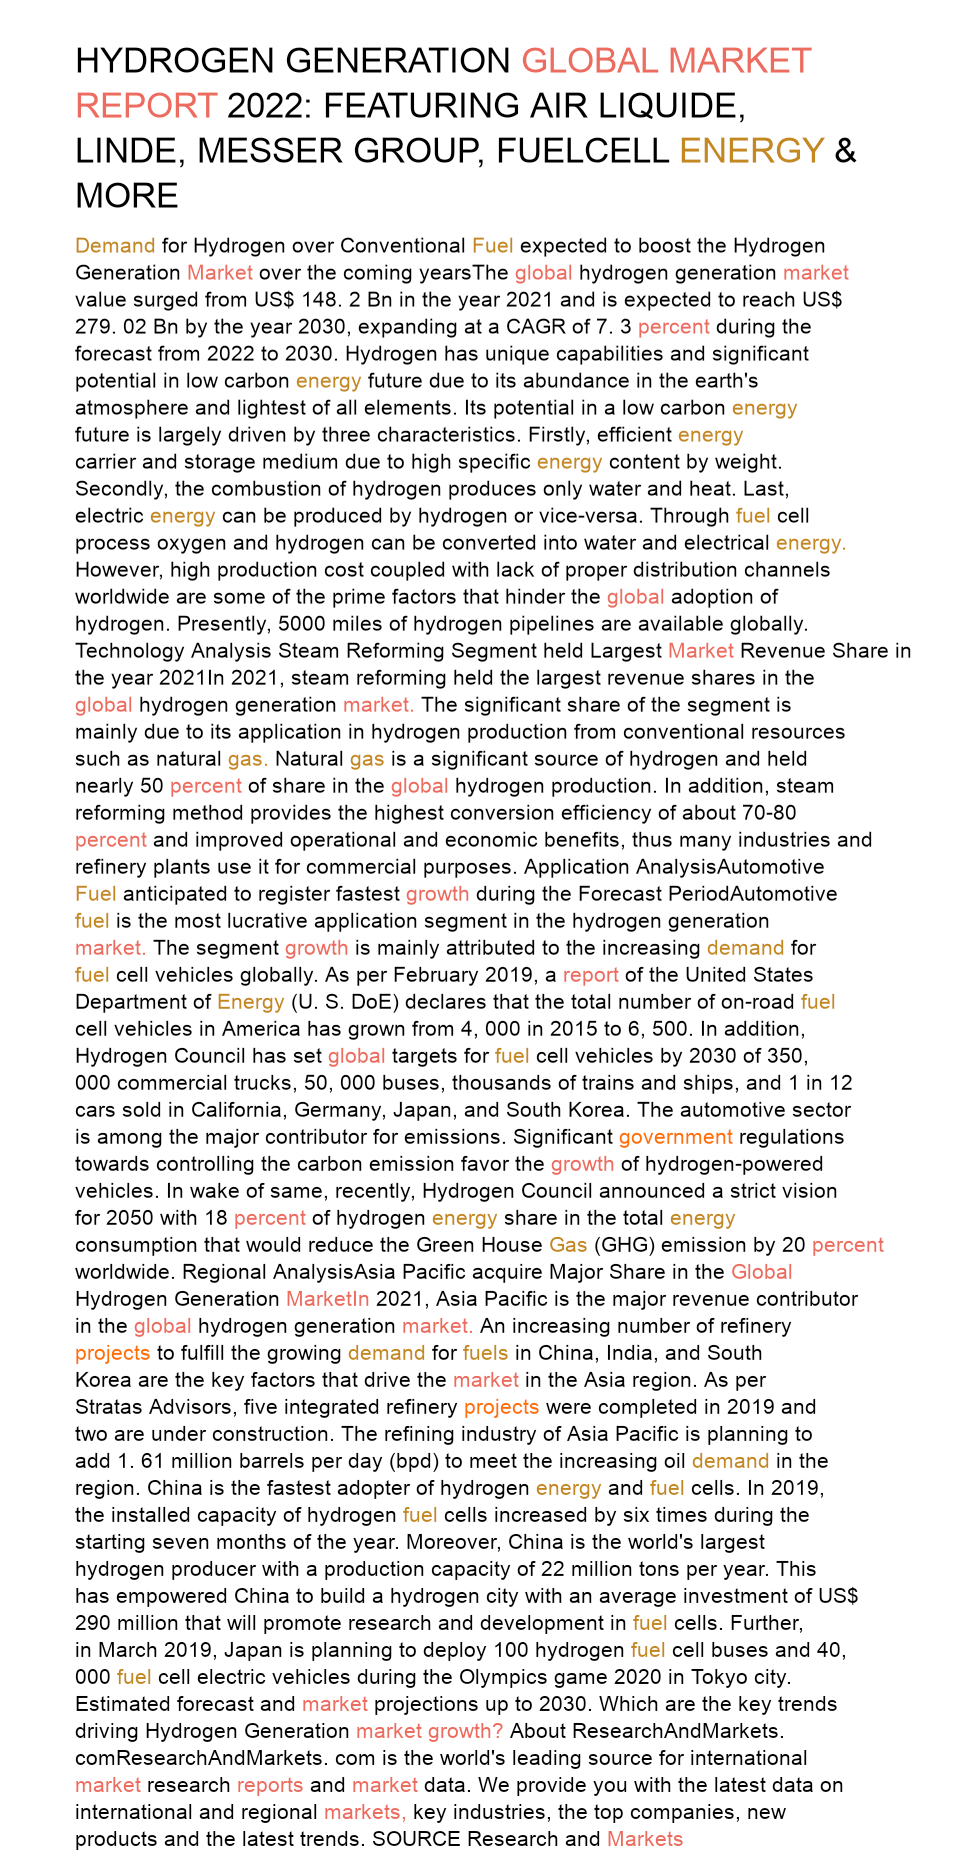 HYDROGEN GENERATION GLOBAL MARKET
REPORT 2022: FEATURING AIR LIQUIDE,
LINDE, MESSER GROUP, FUELCELL ENERGY &
MORE
Demand for Hydrogen over Conventional Fuel expected to boost the Hydrogen
Generation Market over the coming yearsThe global hydrogen generation market
value surged from US$ 148. 2 Bn in the year 2021 and is expected to reach US$
279. 02 Bn by the year 2030, expanding at a CAGR of 7. 3 percent during the
forecast from 2022 to 2030. Hydrogen has unique capabilities and significant
potential in low carbon energy future due to its abundance in the earth's
atmosphere and lightest of all elements. Its potential in a low carbon energy
future is largely driven by three characteristics. Firstly, efficient energy
carrier and storage medium due to high specific energy content by weight.
Secondly, the combustion of hydrogen produces only water and heat. Last,
electric energy can be produced by hydrogen or vice-versa. Through fuel cell
process oxygen and hydrogen can be converted into water and electrical energy.
However, high production cost coupled with lack of proper distribution channels
worldwide are some of the prime factors that hinder the global adoption of
hydrogen. Presently, 5000 miles of hydrogen pipelines are available globally.
Technology Analysis Steam Reforming Segment held Largest Market Revenue Share in
the year 2021In 2021, steam reforming held the largest revenue shares in the
global hydrogen generation market. The significant share of the segment is
mainly due to its application in hydrogen production from conventional resources
such as natural gas. Natural gas is a significant source of hydrogen and held
nearly 50 percent of share in the global hydrogen production. In addition, steam
reforming method provides the highest conversion efficiency of about 70-80
percent and improved operational and economic benefits, thus many industries and
refinery plants use it for commercial purposes. Application AnalysisAutomotive
Fuel anticipated to register fastest growth during the Forecast PeriodAutomotive
fuel is the most lucrative application segment in the hydrogen generation
market. The segment growth is mainly attributed to the increasing demand for
fuel cell vehicles globally. As per February 2019, a report of the United States
Department of Energy (U. S. DoE) declares that the total number of on-road fuel
cell vehicles in America has grown from 4, 000 in 2015 to 6, 500. In addition,
Hydrogen Council has set global targets for fuel cell vehicles by 2030 of 350,
000 commercial trucks, 50, 000 buses, thousands of trains and ships, and 1 in 12
cars sold in California, Germany, Japan, and South Korea. The automotive sector
is among the major contributor for emissions. Significant government regulations
towards controlling the carbon emission favor the growth of hydrogen-powered
vehicles. In wake of same, recently, Hydrogen Council announced a strict vision
for 2050 with 18 percent of hydrogen energy share in the total energy
consumption that would reduce the Green House Gas (GHG) emission by 20 percent
worldwide. Regional AnalysisAsia Pacific acquire Major Share in the Global
Hydrogen Generation MarketIn 2021, Asia Pacific is the major revenue contributor
in the global hydrogen generation market. An increasing number of refinery
projects to fulfill the growing demand for fuels in China, India, and South
Korea are the key factors that drive the market in the Asia region. As per
Stratas Advisors, five integrated refinery projects were completed in 2019 and
two are under construction. The refining industry of Asia Pacific is planning to
add 1. 61 million barrels per day (bpd) to meet the increasing oil demand in the
region. China is the fastest adopter of hydrogen energy and fuel cells. In 2019,
the installed capacity of hydrogen fuel cells increased by six times during the
starting seven months of the year. Moreover, China is the world's largest
hydrogen producer with a production capacity of 22 million tons per year. This
has empowered China to build a hydrogen city with an average investment of US$
290 million that will promote research and development in fuel cells. Further,
in March 2019, Japan is planning to deploy 100 hydrogen fuel cell buses and 40,
000 fuel cell electric vehicles during the Olympics game 2020 in Tokyo city.
Estimated forecast and market projections up to 2030. Which are the key trends
driving Hydrogen Generation market growth? About ResearchAndMarkets.
comResearchAndMarkets. com is the world's leading source for international
market research reports and market data. We provide you with the latest data on
international and regional markets, key industries, the top companies, new
products and the latest trends. SOURCE Research and Markets